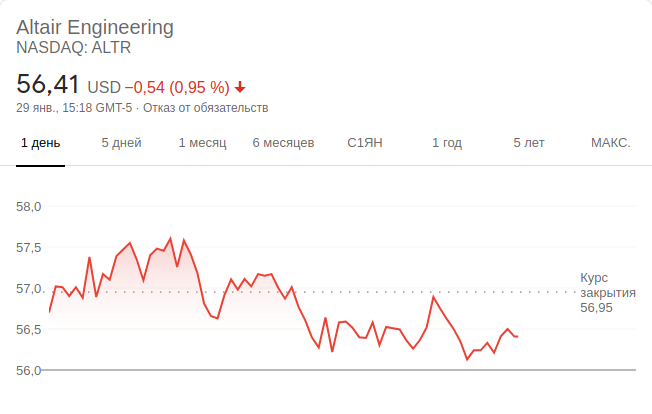 Altair Engineering
NASDAQ: ALTR
56,41 USD −0,54 (0,95 %)
29 янв., 15:18 GMT-5 · Отказ от обязательств
1 день 5 дней 1 месяц 6 месяцев С1ЯН 1 год 5 лет МАКС.
58,0
57,5
57,0
56,5
56,0
Курс
закрытия
56,95